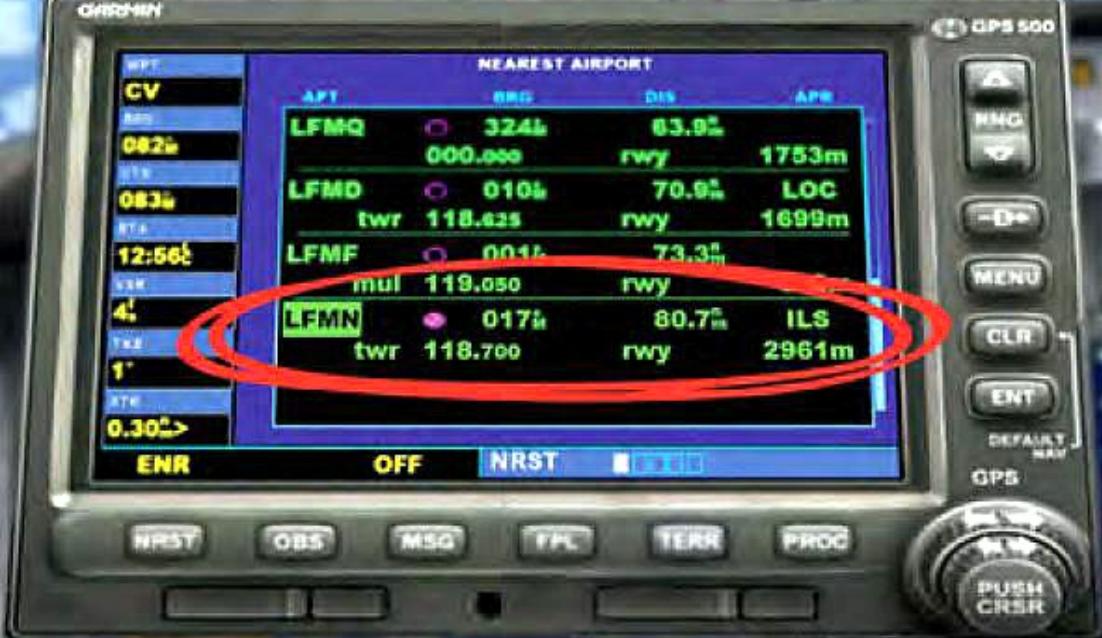 GARMIN
GPS 500
WPT
CV
082
083
12:56
4
1°
0.30 >
NEAREST AIRPORT
APT BRG DIS APR
LFMQ 324 63.9
000.000 rwy 1753m
LFMD 010 70.9 LOC
twr 118.625 rwy 1699m
LFMF 001 73.3
mul 119.050 rwy
LFMN 017 80.7 ILS
twr 118.700 rwy 2961m
ENR OFF NRST
RNG
D
MENU
CLR
ENT
DEFAULT
NAV
GPS
NRST OBS MSG FPL TERR PROC
PUSH
CRSR